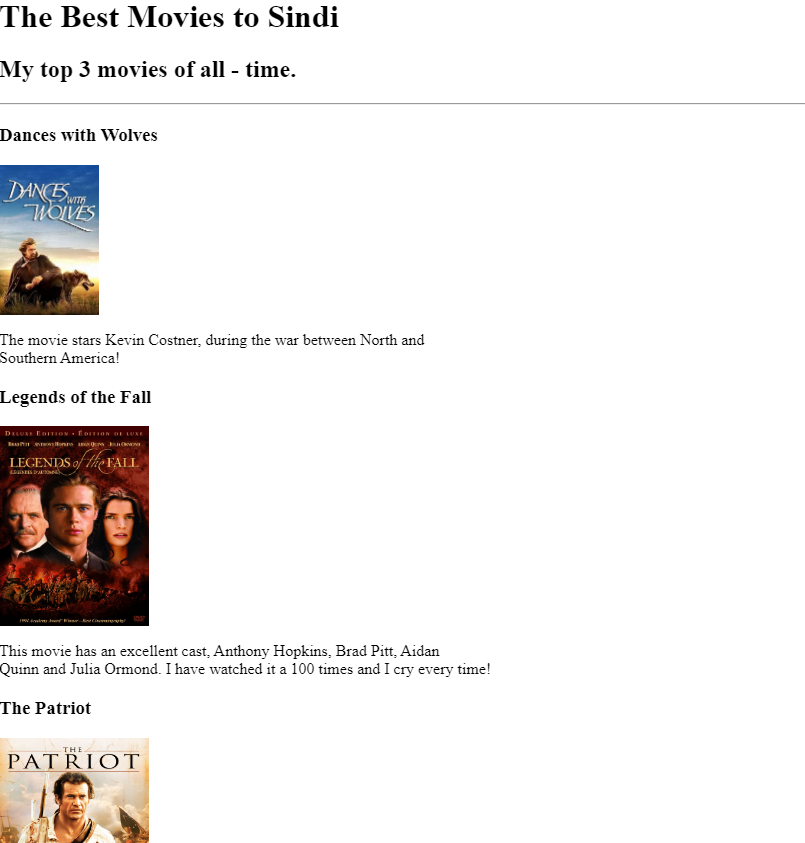 The Best Movies to Sindi
My top 3 movies of all - time.
Dances with Wolves
DANCES WITH
WOLVES
The movie stars Kevin Costner, during the war between North and
Southern America!
Legends of the Fall
DELUXE EDITION • ÉDITION DE LUXE
BRAD PITT ANTHONY HOPKINS AIDAN QUINN JULIA ORMOND
LEGENDS of the FALL
LÉGENDES D'AUTOMNE
This movie has an excellent cast, Anthony Hopkins, Brad Pitt, Aidan
Quinn and Julia Ormond. I have watched it a 100 times and I cry every time!
The Patriot
THE
PATRIOT